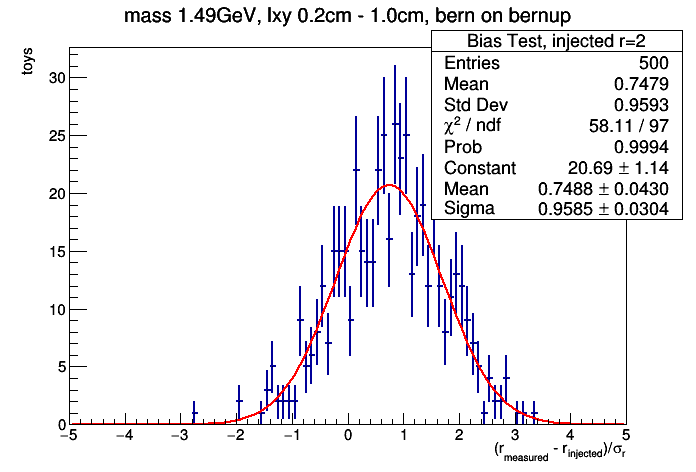 mass 1.49GeV, lxy 0.2cm - 1.0cm, bern on bernup
Bias Test, injected r=2
Entries 500
Mean 0.7479
Std Dev 0.9593
χ² / ndf 58.11 / 97
Prob 0.9994
Constant 20.69 ± 1.14
Mean 0.7488 ± 0.0430
Sigma 0.9585 ± 0.0304
toys
30
25
20
15
10
5
0
−5 −4 −3 −2 −1 0 1 2 3 4 5
(r_measured - r_injected)/σ_r